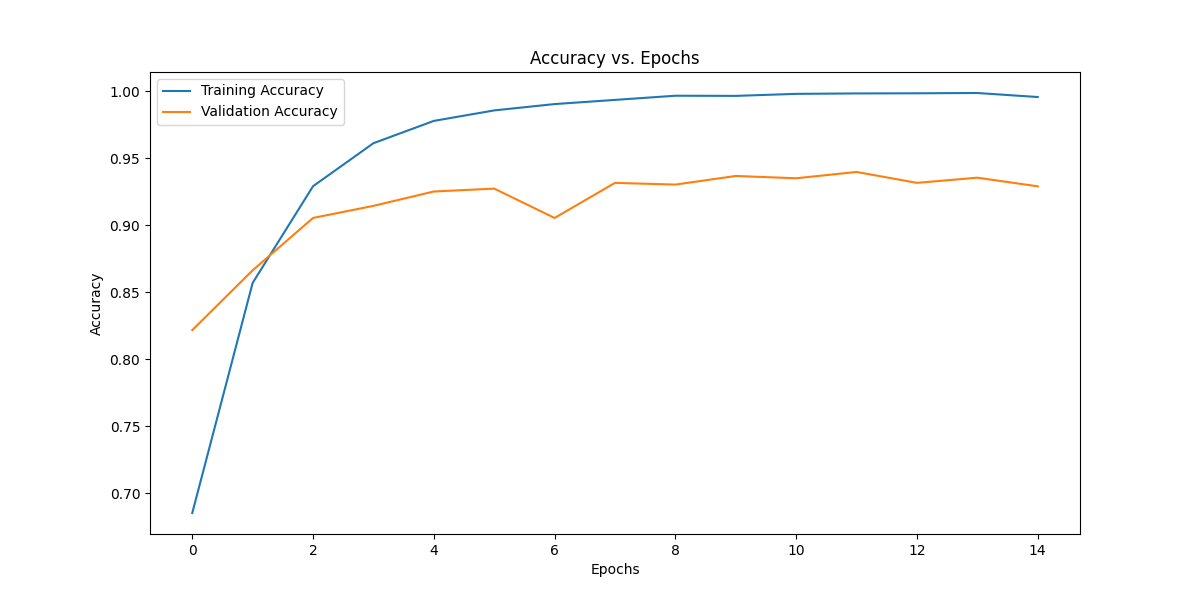 Accuracy vs. Epochs
Training Accuracy
Validation Accuracy
1.00
0.95
0.90
0.85
0.80
0.75
0.70
Accuracy
0 2 4 6 8 10 12 14
Epochs